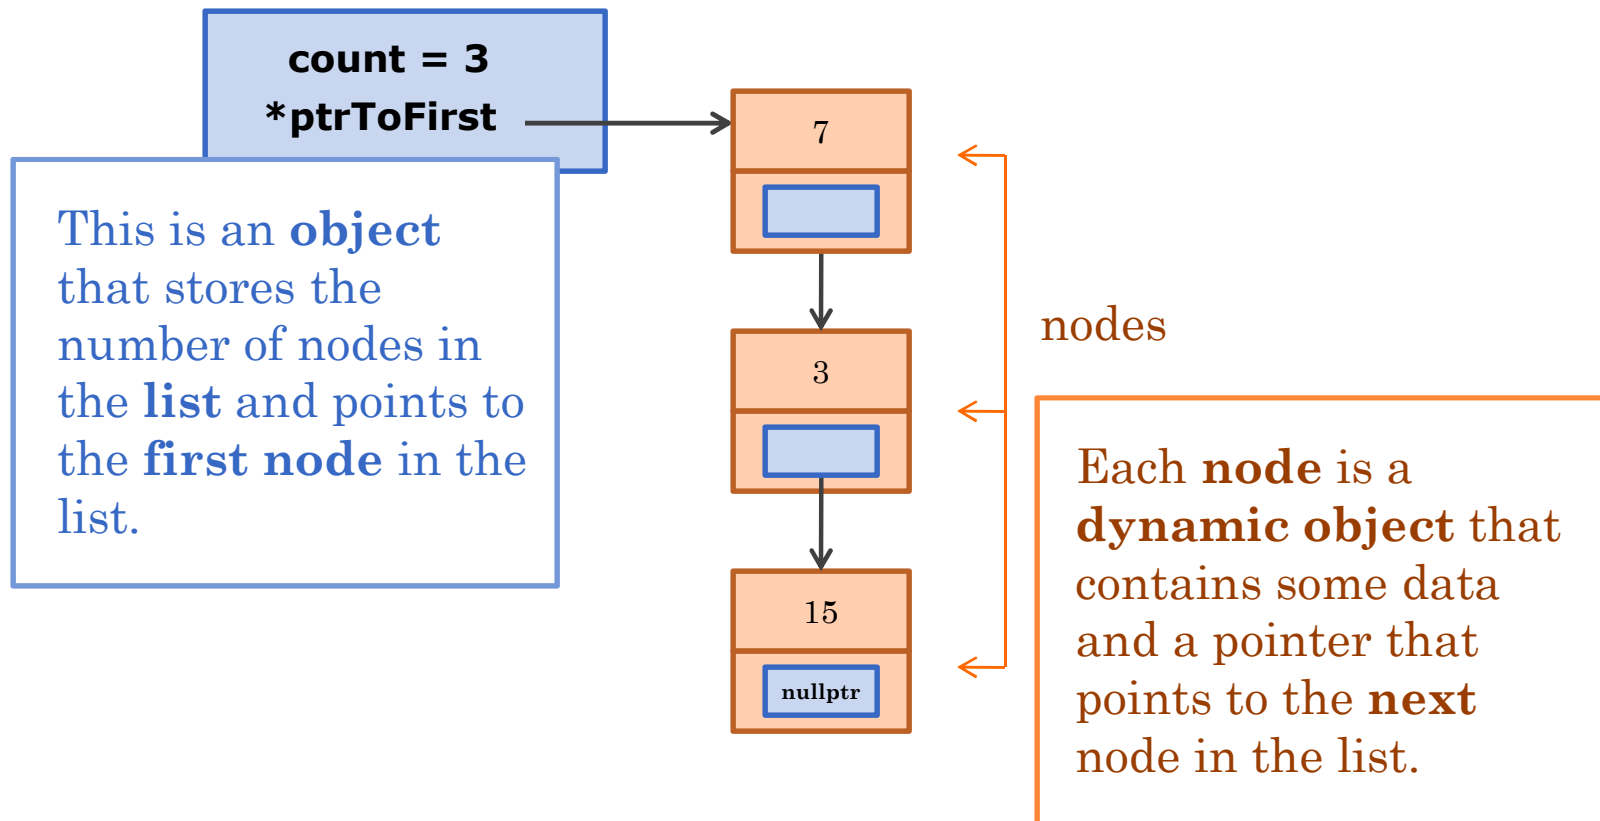 count = 3
*ptrToFirst
This is an object
that stores the
number of nodes in
the list and points to
the first node in the
list.
7
3
15
nullptr
nodes
Each node is a
dynamic object that
contains some data
and a pointer that
points to the next
node in the list.